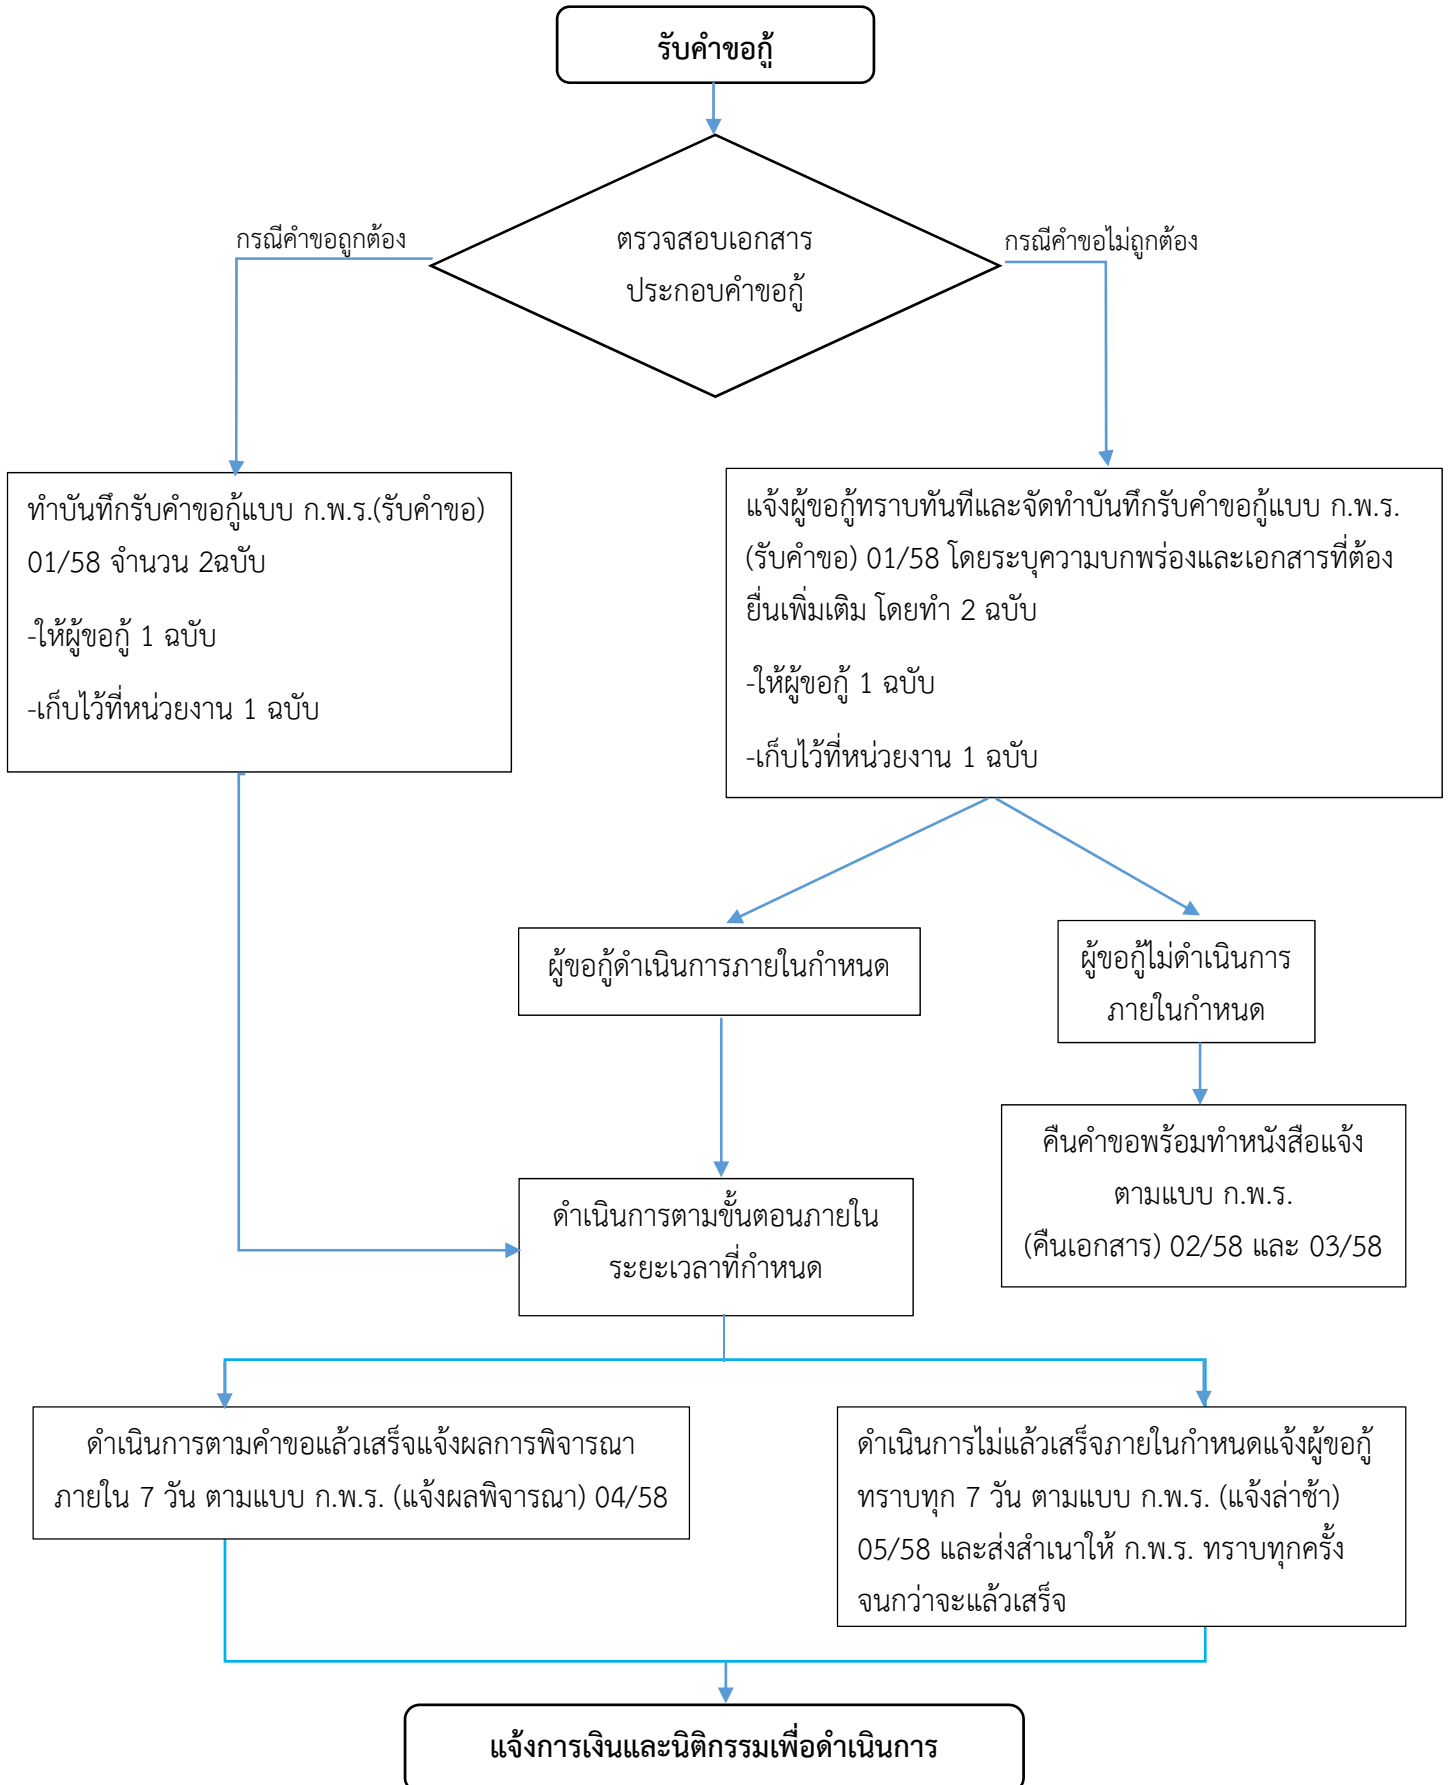 รับคำขอกู้
กรณีคำขอถูกต้อง
ตรวจสอบเอกสาร
ประกอบคำขอกู้
กรณีคำขอไม่ถูกต้อง
ทำบันทึกรับคำขอกู้แบบ ก.พ.ร.(รับคำขอ)
01/58 จำนวน 2ฉบับ
-ให้ผู้ขอกู้ 1 ฉบับ
-เก็บไว้ที่หน่วยงาน 1 ฉบับ
แจ้งผู้ขอกู้ทราบทันทีและจัดทำบันทึกรับคำขอกู้แบบ ก.พ.ร.
(รับคำขอ) 01/58 โดยระบุความบกพร่องและเอกสารที่ต้อง
ยื่นเพิ่มเติม โดยทำ 2 ฉบับ
-ให้ผู้ขอกู้ 1 ฉบับ
-เก็บไว้ที่หน่วยงาน 1 ฉบับ
ผู้ขอกู้ดำเนินการภายในกำหนด
ผู้ขอกู้ไม่ดำเนินการ
ภายในกำหนด
คืนคำขอพร้อมทำหนังสือแจ้ง
ตามแบบ ก.พ.ร.
(คืนเอกสาร) 02/58 และ 03/58
ดำเนินการตามขั้นตอนภายใน
ระยะเวลาที่กำหนด
ดำเนินการตามคำขอแล้วเสร็จแจ้งผลการพิจารณา
ภายใน 7 วัน ตามแบบ ก.พ.ร. (แจ้งผลพิจารณา) 04/58
ดำเนินการไม่แล้วเสร็จภายในกำหนดแจ้งผู้ขอกู้
ทราบทุก 7 วัน ตามแบบ ก.พ.ร. (แจ้งล่าช้า)
05/58 และส่งสำเนาให้ ก.พ.ร. ทราบทุกครั้ง
จนกว่าจะแล้วเสร็จ
แจ้งการเงินและนิติกรรมเพื่อดำเนินการ